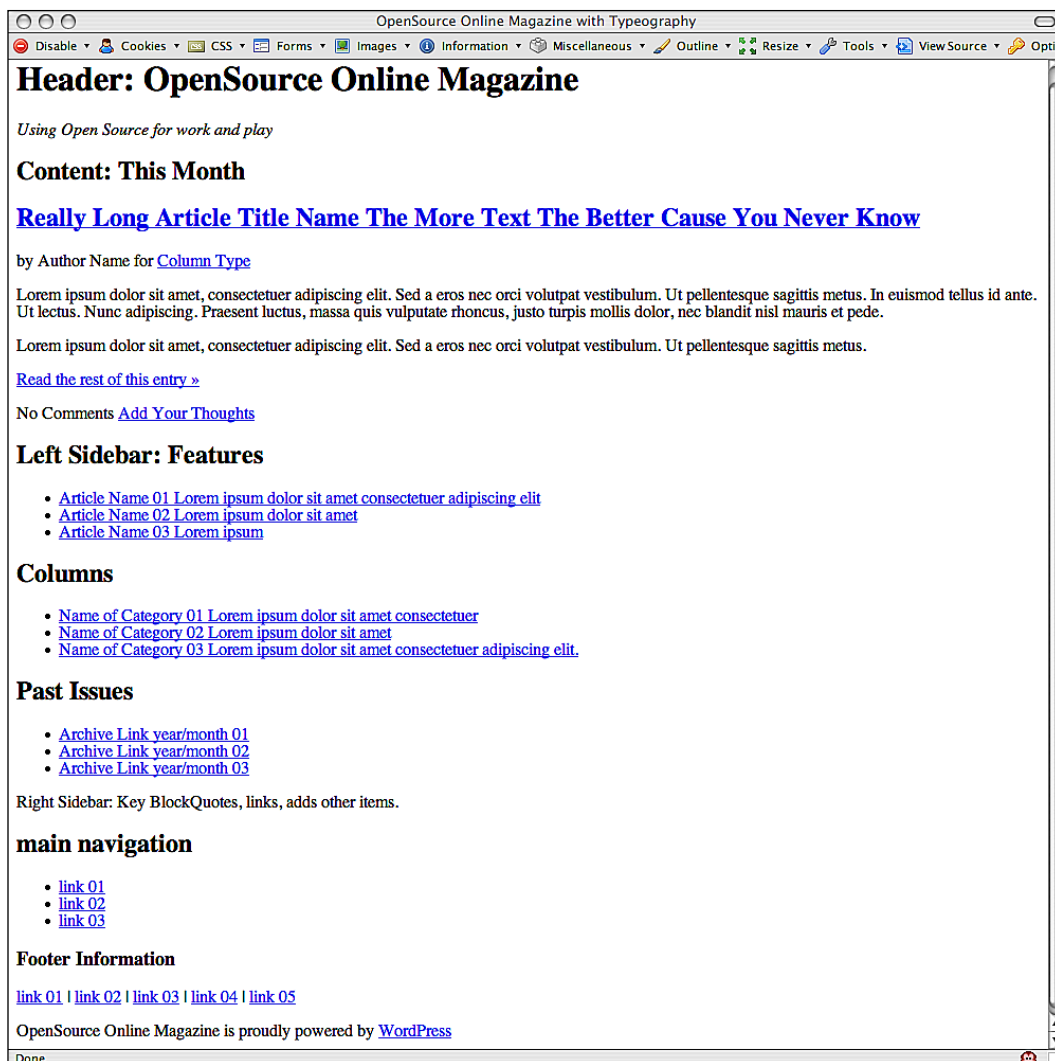 OpenSource Online Magazine with Typeography
Disable Cookies CSS Forms Images Information Miscellaneous Outline Resize Tools View Source Opti
Header: OpenSource Online Magazine
Using Open Source for work and play
Content: This Month
Really Long Article Title Name The More Text The Better Cause You Never Know
by Author Name for Column Type
Lorem ipsum dolor sit amet, consectetuer adipiscing elit. Sed a eros nec orci volutpat vestibulum. Ut pellentesque sagittis metus. In euismod tellus id ante.
Ut lectus. Nunc adipiscing. Praesent luctus, massa quis vulputate rhoncus, justo turpis mollis dolor, nec blandit nisl mauris et pede.
Lorem ipsum dolor sit amet, consectetuer adipiscing elit. Sed a eros nec orci volutpat vestibulum. Ut pellentesque sagittis metus.
Read the rest of this entry »
No Comments Add Your Thoughts
Left Sidebar: Features
• Article Name 01 Lorem ipsum dolor sit amet consectetuer adipiscing elit
• Article Name 02 Lorem ipsum dolor sit amet
• Article Name 03 Lorem ipsum
Columns
• Name of Category 01 Lorem ipsum dolor sit amet consectetuer
• Name of Category 02 Lorem ipsum dolor sit amet
• Name of Category 03 Lorem ipsum dolor sit amet consectetuer adipiscing elit.
Past Issues
• Archive Link year/month 01
• Archive Link year/month 02
• Archive Link year/month 03
Right Sidebar: Key BlockQuotes, links, adds other items.
main navigation
• link 01
• link 02
• link 03
Footer Information
link 01 | link 02 | link 03 | link 04 | link 05
OpenSource Online Magazine is proudly powered by WordPress
Done